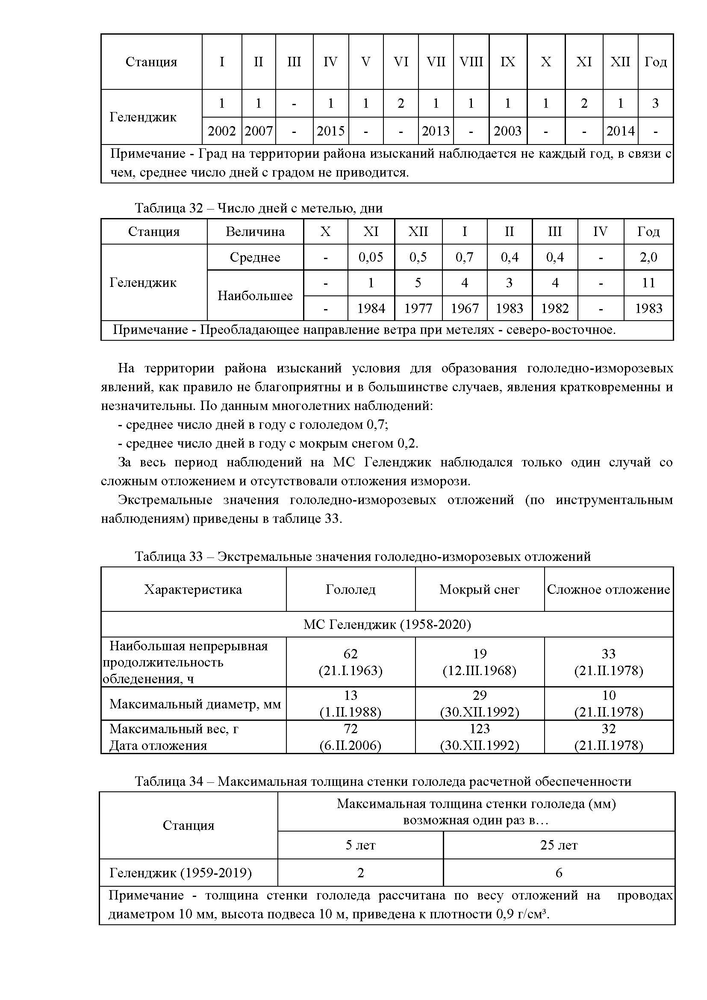 Станция I II III IV V VI VII VIII IX X XI XII Год
Геленджик
1 1 - 1 1 2 1 1 1 1 2 1 3
2002 2007 - 2015 - - 2013 - 2003 - - 2014 -
Примечание - Град на территории района изысканий наблюдается не каждый год, в связи с
чем, среднее число дней с градом не приводится.
Таблица 32 – Число дней с метелью, дни
Станция Величина X XI XII I II III IV Год
Геленджик
Среднее - 0,05 0,5 0,7 0,4 0,4 - 2,0
Наибольшее
- 1 5 4 3 4 - 11
- 1984 1977 1967 1983 1982 - 1983
Примечание - Преобладающее направление ветра при метелях - северо-восточное.
На территории района изысканий условия для образования гололедно-изморозевых
явлений, как правило не благоприятны и в большинстве случаев, явления кратковременны и
незначительны. По данным многолетних наблюдений:
- среднее число дней в году с гололедом 0,7;
- среднее число дней в году с мокрым снегом 0,2.
За весь период наблюдений на МС Геленджик наблюдался только один случай со
сложным отложением и отсутствовали отложения изморози.
Экстремальные значения гололедно-изморозевых отложений (по инструментальным
наблюдениям) приведены в таблице 33.
Таблица 33 – Экстремальные значения гололедно-изморозевых отложений
Характеристика Гололед Мокрый снег Сложное отложение
МС Геленджик (1958-2020)
Наибольшая непрерывная
продолжительность
обледенения, ч
62 19 33
(21.I.1963) (12.III.1968) (21.II.1978)
Максимальный диаметр, мм
13 29 10
(1.II.1988) (30.XII.1992) (21.II.1978)
Максимальный вес, г 72 123 32
Дата отложения (6.II.2006) (30.XII.1992) (21.II.1978)
Таблица 34 – Максимальная толщина стенки гололеда расчетной обеспеченности
Станция
Максимальная толщина стенки гололеда (мм)
возможная один раз в…
5 лет 25 лет
Геленджик (1959-2019) 2 6
Примечание - толщина стенки гололеда рассчитана по весу отложений на проводах
диаметром 10 мм, высота подвеса 10 м, приведена к плотности 0,9 г/см³.